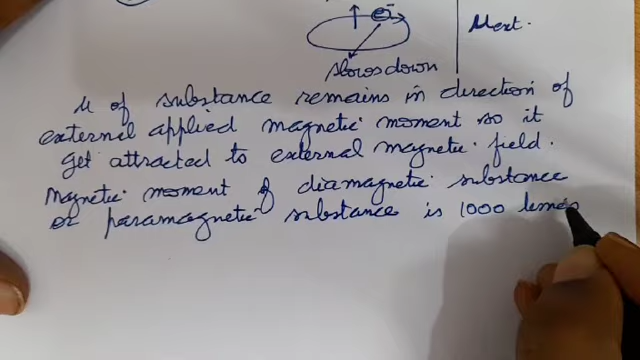 e-
Mext.
slows down
μ of substance remains in direction of
external applied magnetic moment so it
get attracted to external magnetic field.
Magnetic moment of diamagnetic substance
or paramagnetic substance is 1000 times